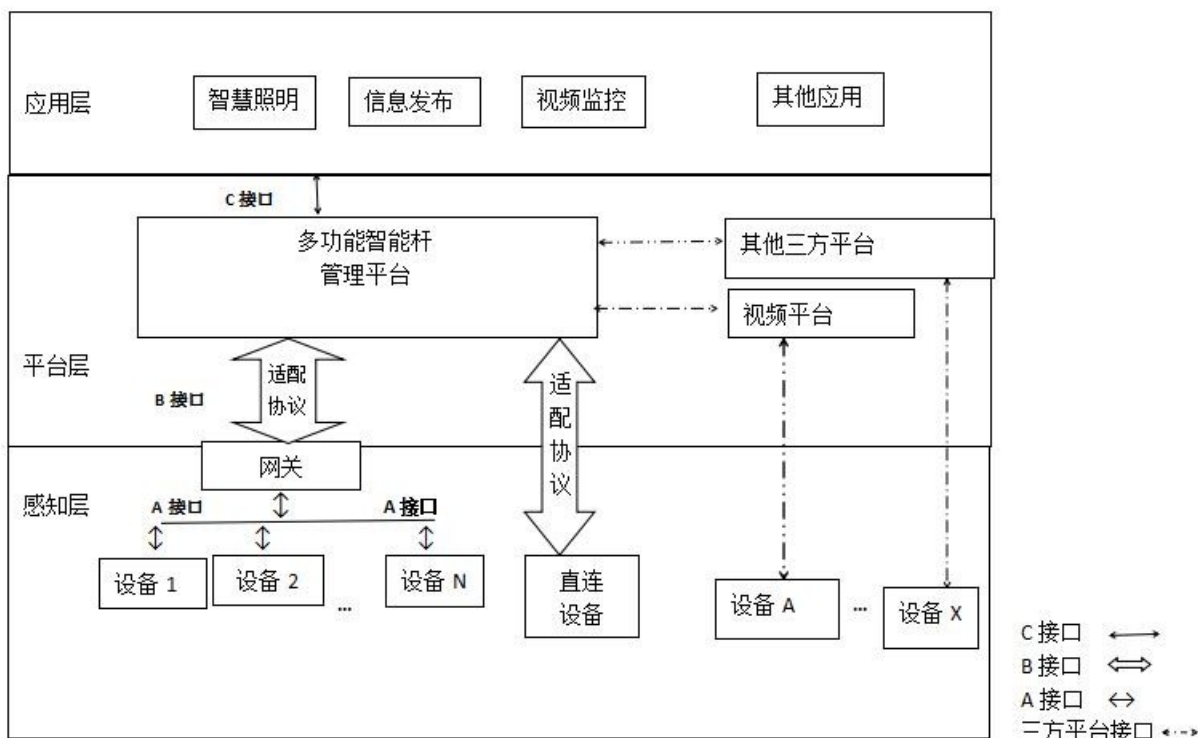 应用层
智慧照明
信息发布
视频监控
其他应用
C 接口
多功能智能杆
管理平台
其他三方平台
视频平台
平台层
B 接口
适配
协议
适
配
协
议
网关
感知层
A 接口
A 接口
设备 1
设备 2
...
设备 N
直连
设备
设备 A
...
设备 X
C 接口
B 接口
A 接口
三方平台接口